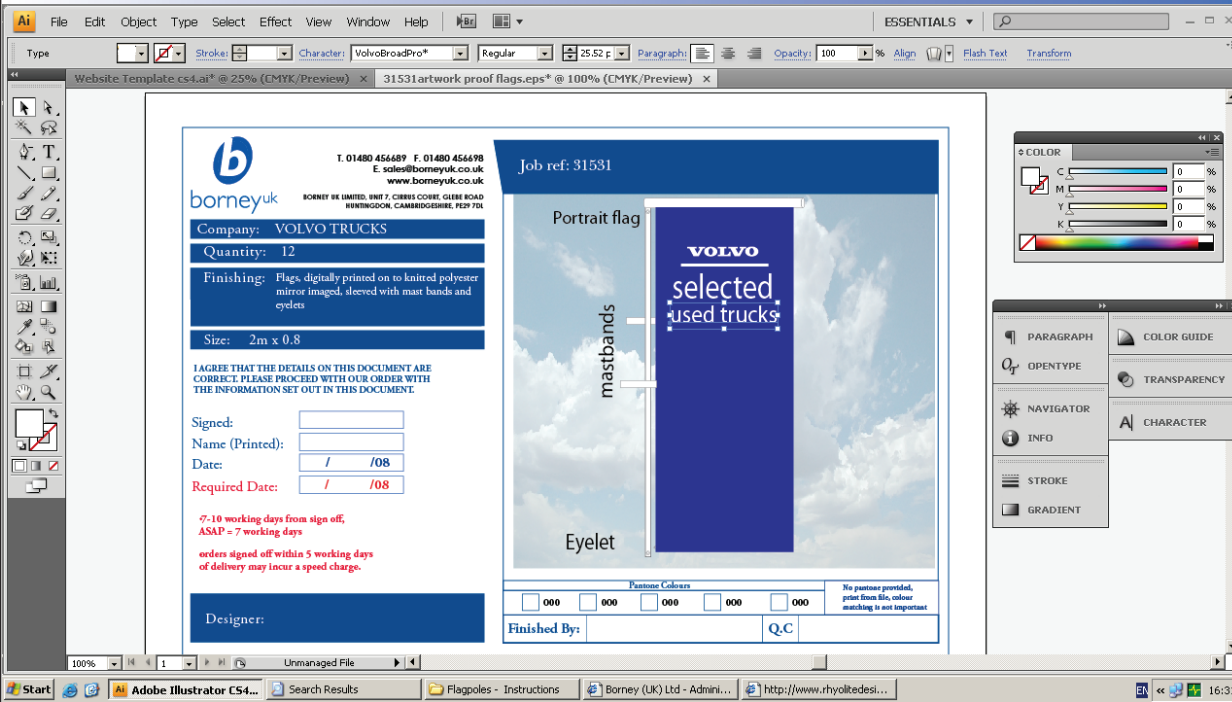 Ai File Edit Object Type Select Effect View Window Help Br ESSENTIALS
Type Stroke: Character: VolvoBroadPro* Regular 25.52 p Paragraph: Opacity: 100 % Align Flash Text Transform
Website Template cs4.ai* @ 25% (CMYK/Preview) × 31531artwork proof flags.eps* @ 100% (CMYK/Preview) ×
b
borneyuk
T. 01480 456689 F. 01480 456698
E. sales@borneyuk.co.uk
www.borneyuk.co.uk
BORNEY UK LIMITED, UNIT 7, CIRRUS COURT, GLEBE ROAD
HUNTINGDON, CAMBRIDGESHIRE, PE29 7DL
Company: VOLVO TRUCKS
Quantity: 12
Finishing: Flags, digitally printed on to knitted polyester
mirror imaged, sleeved with mast bands and
eyelets
Size: 2m x 0.8
I AGREE THAT THE DETAILS ON THIS DOCUMENT ARE
CORRECT. PLEASE PROCEED WITH OUR ORDER WITH
THE INFORMATION SET OUT IN THIS DOCUMENT.
Signed:
Name (Printed):
Date: / /08
Required Date: / /08
-7-10 working days from sign off,
ASAP = 7 working days
orders signed off within 5 working days
of delivery may incur a speed charge.
Designer:
Job ref: 31531
Portrait flag
VOLVO
selected
used trucks
mastbands
Eyelet
Pantone Colours
000 000 000 000 000
No pantone provided,
print from file, colour
matching is not important
Finished By: Q.C
COLOR
C 0 %
M 0 %
Y 0 %
K 0 %
PARAGRAPH
OPENTYPE
NAVIGATOR
INFO
STROKE
GRADIENT
COLOR GUIDE
TRANSPARENCY
CHARACTER
100% 1 Unmanaged File
Start Adobe Illustrator CS4... Search Results Flagpoles - Instructions Borney (UK) Ltd - Admini... http://www.rhyolitedesi... EN 16:3